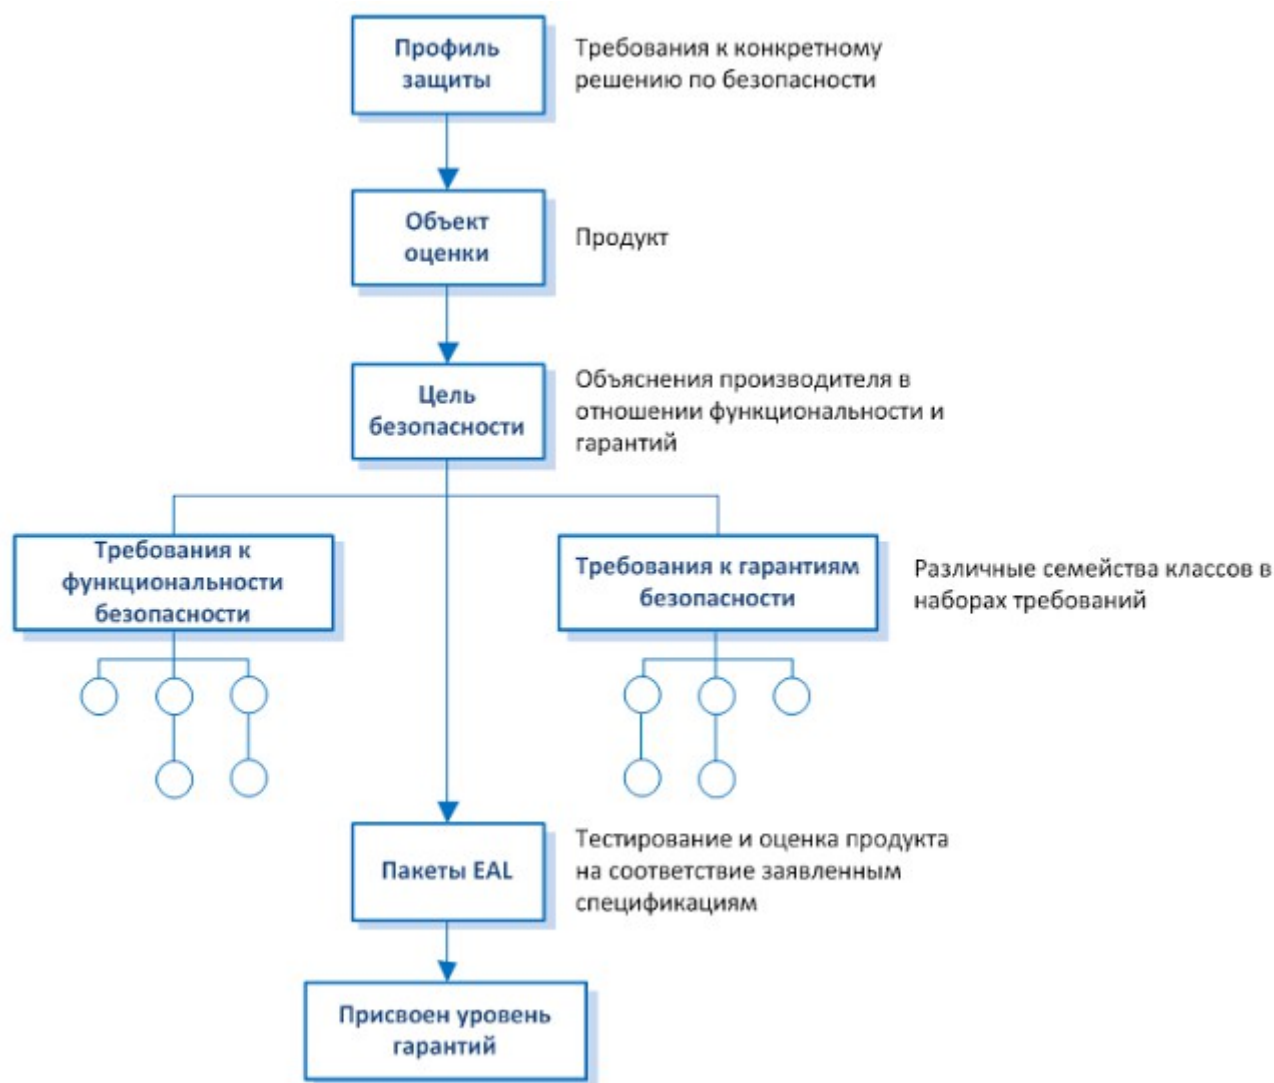 Профиль
защиты
Требования к конкретному
решению по безопасности
Объект
оценки
Продукт
Цель
безопасности
Объяснения производителя в
отношении функциональности и
гарантий
Требования к
функциональности
безопасности
Требования к гарантиям
безопасности
Различные семейства классов в
наборах требований
Пакеты EAL
Тестирование и оценка продукта
на соответствие заявленным
спецификациям
Присвоен уровень
гарантий